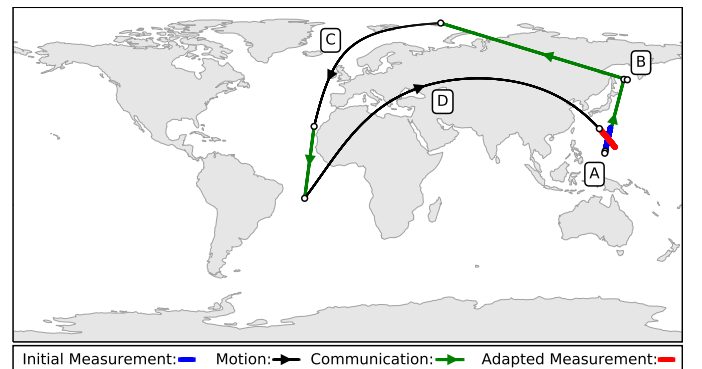 C
B
D
A
Initial Measurement: Motion: Communication: Adapted Measurement: